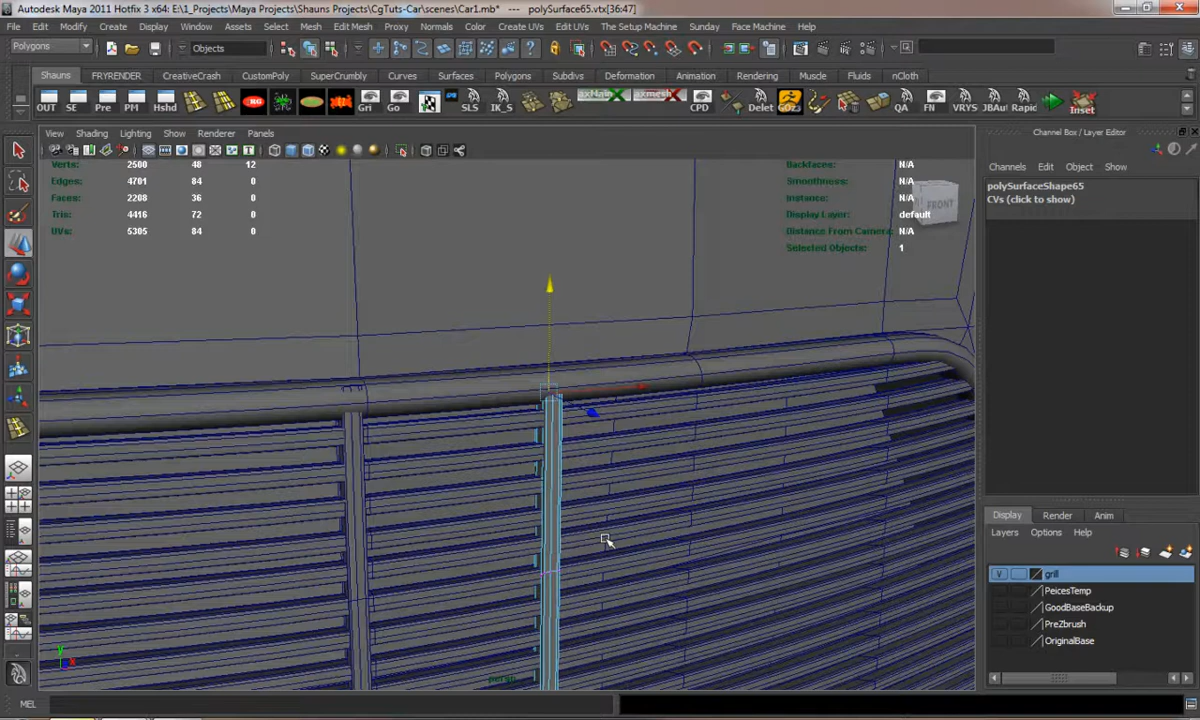 Autodesk Maya 2011 Hotfix 3 x64: E:\1_Projects\Maya Projects\Shauns Projects\CgTuts-Car\scenes\Car1.mb* --- polySurface65.vtx[36:47]
File Edit Modify Create Display Window Assets Select Mesh Edit Mesh Proxy Normals Color Create UVs Edit UVs The Setup Machine Sunday Face Machine Help
Polygons Objects
Shauns FRYRENDER CreativeCrash CustomPoly SuperCrumbly Curves Surfaces Polygons Subdivs Deformation Animation Rendering Muscle Fluids nCloth
OUT SE Pre PM Hshd Gri Go SLS IK_S CPD Delet GDz QA FN VRYS JBAu Rapic Inset
View Shading Lighting Show Renderer Panels
Channel Box / Layer Editor
Channels Edit Object Show
Verts: 2500 48 12
Edges: 4701 84 0
Faces: 2208 36 0
Tris: 4416 72 0
UVs: 5305 84 0
Backfaces: N/A
Smoothness: N/A
Instance: N/A
Display Layer: default
Distance From Camera: N/A
Selected Objects: 1
FRONT
polySurfaceShape65
CVs (click to show)
Display Render Anim
Layers Options Help
V grill
PeicesTemp
GoodBaseBackup
PreZbrush
OriginalBase
persp
y
x
MEL